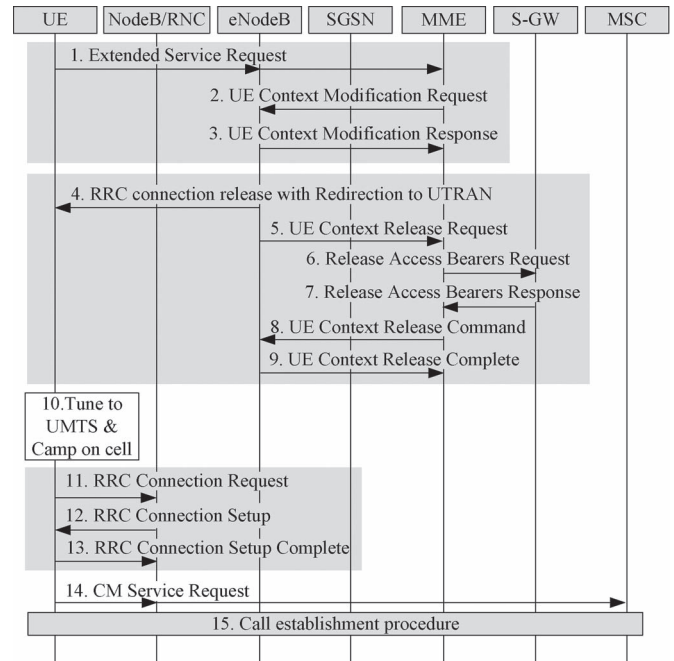 UE NodeB/RNC eNodeB SGSN MME S-GW MSC
1. Extended Service Request
2. UE Context Modification Request
3. UE Context Modification Response
4. RRC connection release with Redirection to UTRAN
5. UE Context Release Request
6. Release Access Bearers Request
7. Release Access Bearers Response
8. UE Context Release Command
9. UE Context Release Complete
10.Tune to
UMTS &
Camp on cell
11. RRC Connection Request
12. RRC Connection Setup
13. RRC Connection Setup Complete
14. CM Service Request
15. Call establishment procedure